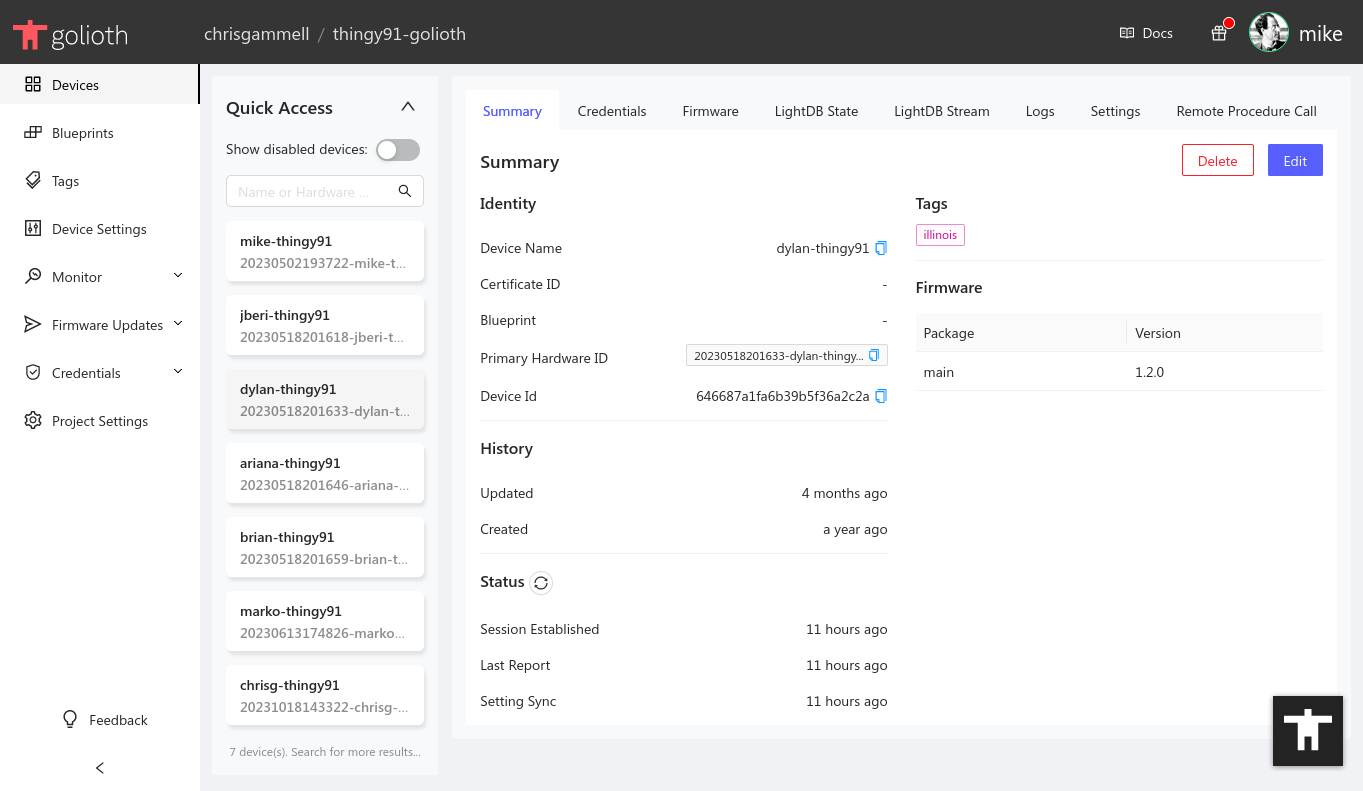 golioth
chrisgammell / thingy91-golioth
Docs
mike
Devices
Blueprints
Tags
Device Settings
Monitor
Firmware Updates
Credentials
Project Settings
Feedback
Quick Access
Show disabled devices:
Name or Hardware ...
mike-thingy91
20230502193722-mike-t...
jberi-thingy91
20230518201618-jberi-t...
dylan-thingy91
20230518201633-dylan-t...
ariana-thingy91
20230518201646-ariana-...
brian-thingy91
20230518201659-brian-t...
marko-thingy91
20230613174826-marko...
chrisg-thingy91
20231018143322-chrisg-...
7 device(s). Search for more results...
Summary Credentials Firmware LightDB State LightDB Stream Logs Settings Remote Procedure Call
Summary
Delete Edit
Identity
Device Name dylan-thingy91
Certificate ID -
Blueprint -
Primary Hardware ID 20230518201633-dylan-thingy...
Device Id 646687a1fa6b39b5f36a2c2a
History
Updated 4 months ago
Created a year ago
Status
Session Established 11 hours ago
Last Report 11 hours ago
Setting Sync 11 hours ago
Tags
illinois
Firmware
Package Version
main 1.2.0